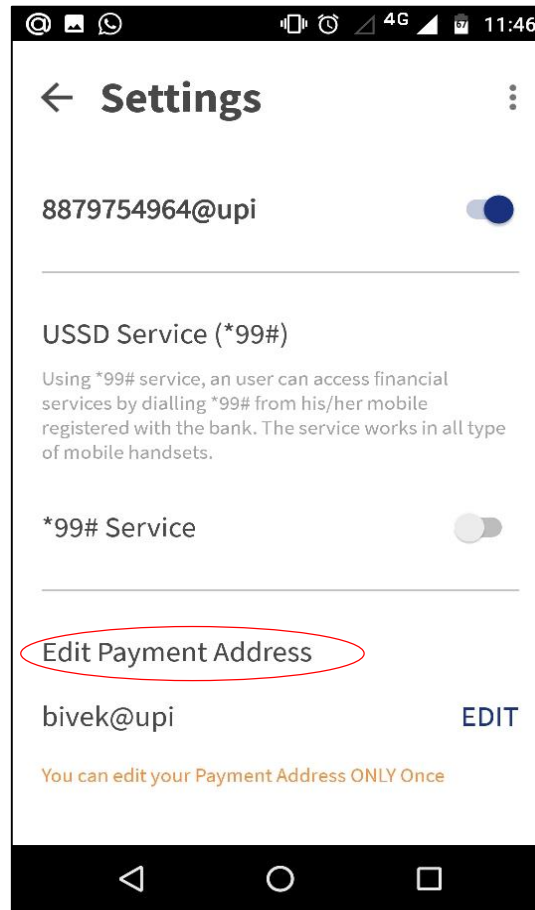 4G 67 11:46
Settings
8879754964@upi
USSD Service (*99#)
Using *99# service, an user can access financial
services by dialling *99# from his/her mobile
registered with the bank. The service works in all type
of mobile handsets.
*99# Service
Edit Payment Address
bivek@upi EDIT
You can edit your Payment Address ONLY Once